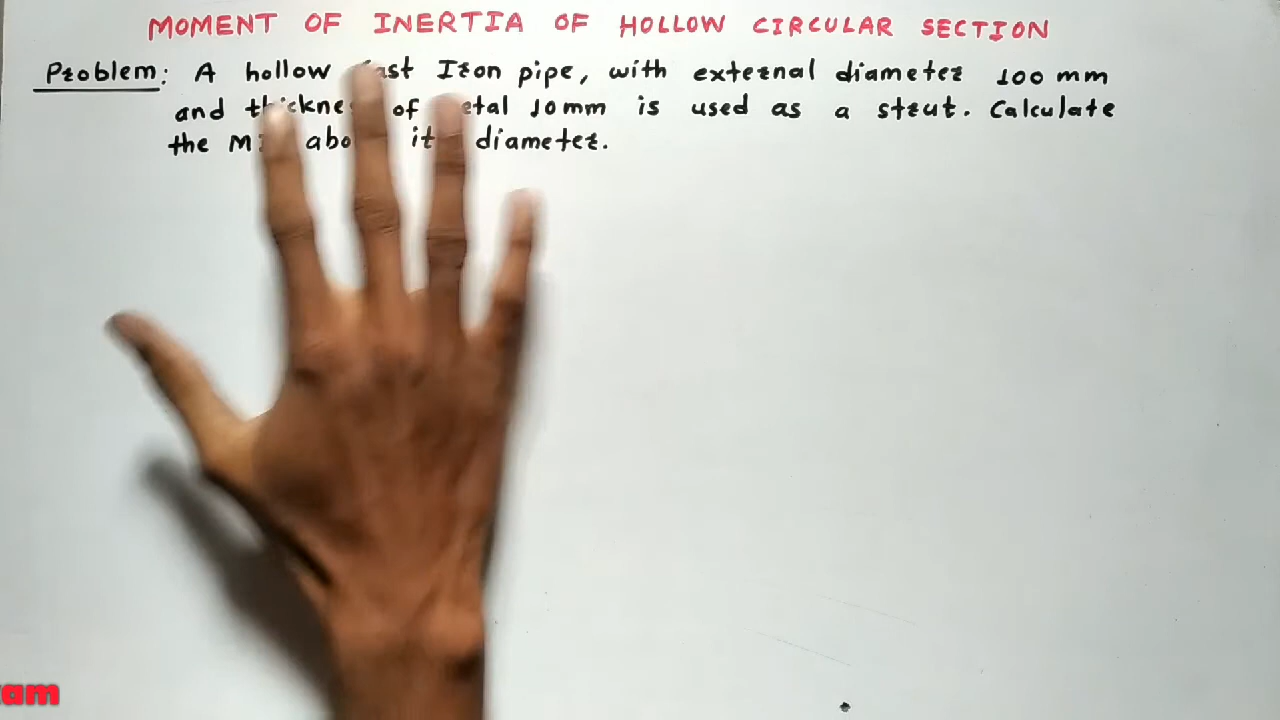 MOMENT OF INERTIA OF HOLLOW CIRCULAR SECTION
Problem: A hollow Iron pipe, with external diameter 100 mm
and of 10mm is used as a strut. Calculate
the diameter.
am